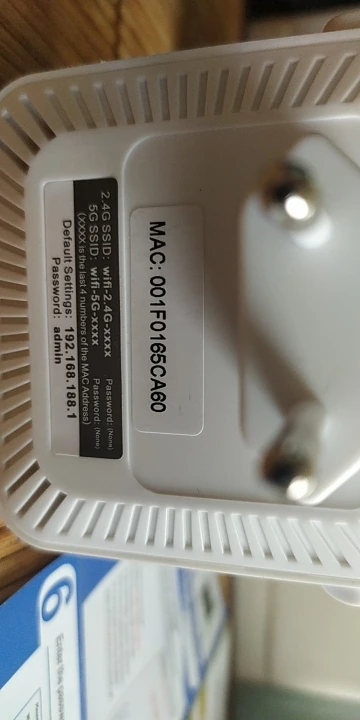 MAC: 001F0165CA60
2.4G SSID: wifi-2.4G-xxxx Password: (None)
5G SSID: wifi-5G-xxxx Password: (None)
(XXXX is the last 4 numbers of the MAC Address)
Default Settings: 192.168.188.1
Password: admin
6